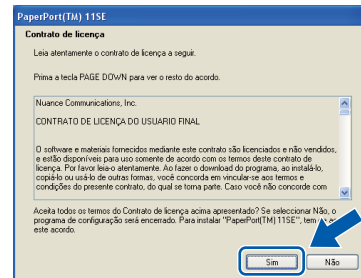 PaperPort(TM) 11SE
Contrato de licença
Leia atentamente o contrato de licença a seguir.
Prima a tecla PAGE DOWN para ver o resto do acordo.
Nuance Communications, Inc.
CONTRATO DE LICENÇA DO USUARIO FINAL
O software e materiais fornecidos mediante este contrato são licenciados e não vendidos,
e estão disponíveis para uso somente de acordo com os termos deste contrato de
licença. Por favor leia-o atentamente. Ao fazer o download do programa, ao instalá-lo,
copiá-lo ou usá-lo de outras formas, você concorda em vincular-se aos termos e
condições do presente contrato, do qual se torna parte. Caso você não concorde com
Aceita todos os termos do Contrato de licença acima apresentado? Se seleccionar Não, o
programa de configuração será encerrado. Para instalar "PaperPort(TM) 11SE", tem
este acordo.
Sim
Não